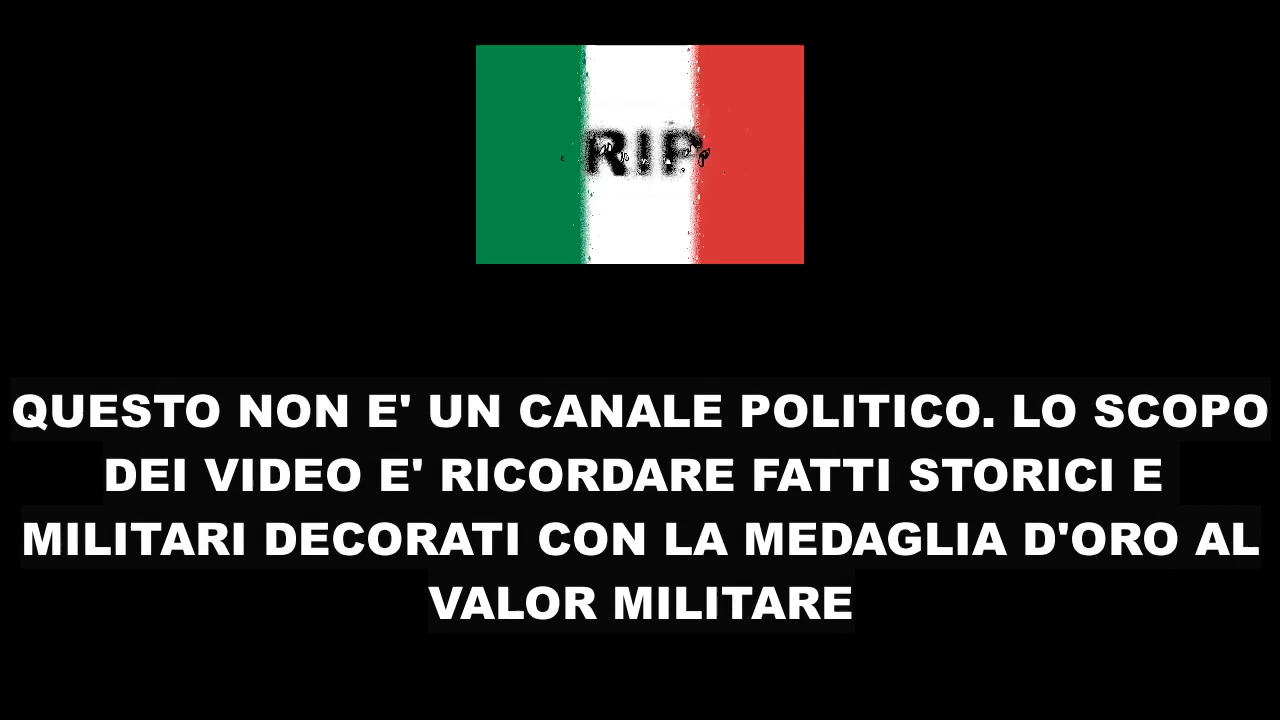 RIP
QUESTO NON E' UN CANALE POLITICO. LO SCOPO
DEI VIDEO E' RICORDARE FATTI STORICI E
MILITARI DECORATI CON LA MEDAGLIA D'ORO AL
VALOR MILITARE